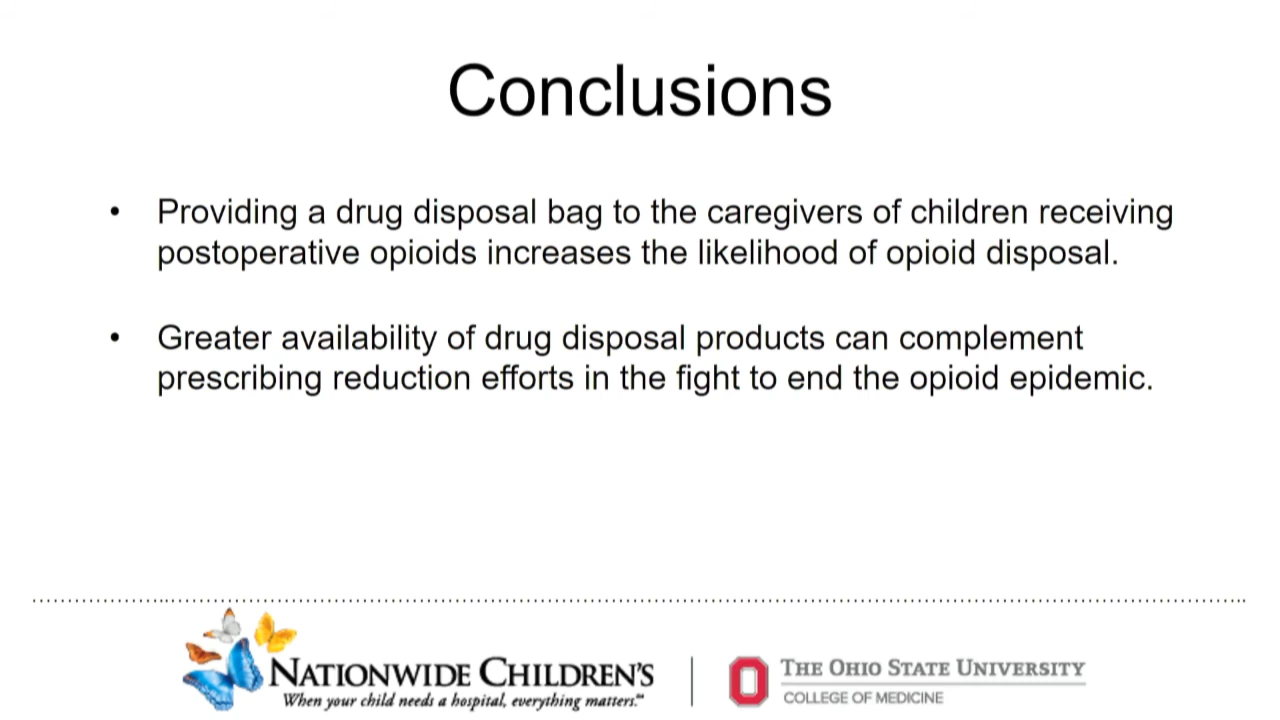 Conclusions
• Providing a drug disposal bag to the caregivers of children receiving
postoperative opioids increases the likelihood of opioid disposal.
• Greater availability of drug disposal products can complement
prescribing reduction efforts in the fight to end the opioid epidemic.
NATIONWIDE CHILDREN'S
When your child needs a hospital, everything matters.℠
THE OHIO STATE UNIVERSITY
COLLEGE OF MEDICINE